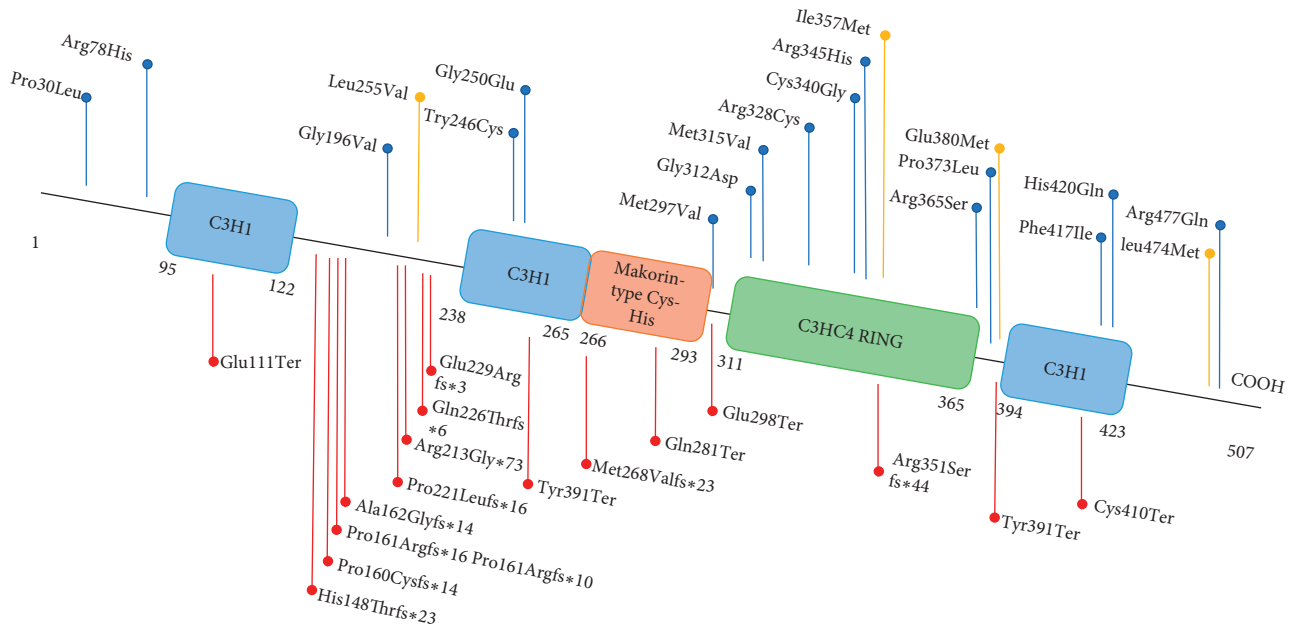 Ile357Met
Arg78His
Arg345His
Gly250Glu
Pro30Leu
Leu255Val
Cys340Gly
Try246Cys
Arg328Cys
Gly196Val
Met315Val
Glu380Met
Gly312Asp
Pro373Leu
Met297Val
Arg365Ser
His420Gln
Phe417Ile
Arg477Gln
leu474Met
1
C3H1
95
122
C3H1
238
265
Makorin-
type Cys-
His
266
293
311
C3HC4 RING
365
C3H1
394
423
COOH
507
Glu111Ter
Glu229Arg
fs*3
Gln226Thrfs
*6
Arg213Gly*73
Pro221Leufs*16
Ala162Glyfs*14
Pro161Argfs*16 Pro161Argfs*10
Pro160Cysfs*14
His148Thrfs*23
Tyr391Ter
Met268Valfs*23
Gln281Ter
Glu298Ter
Arg351Ser
fs*44
Tyr391Ter
Cys410Ter